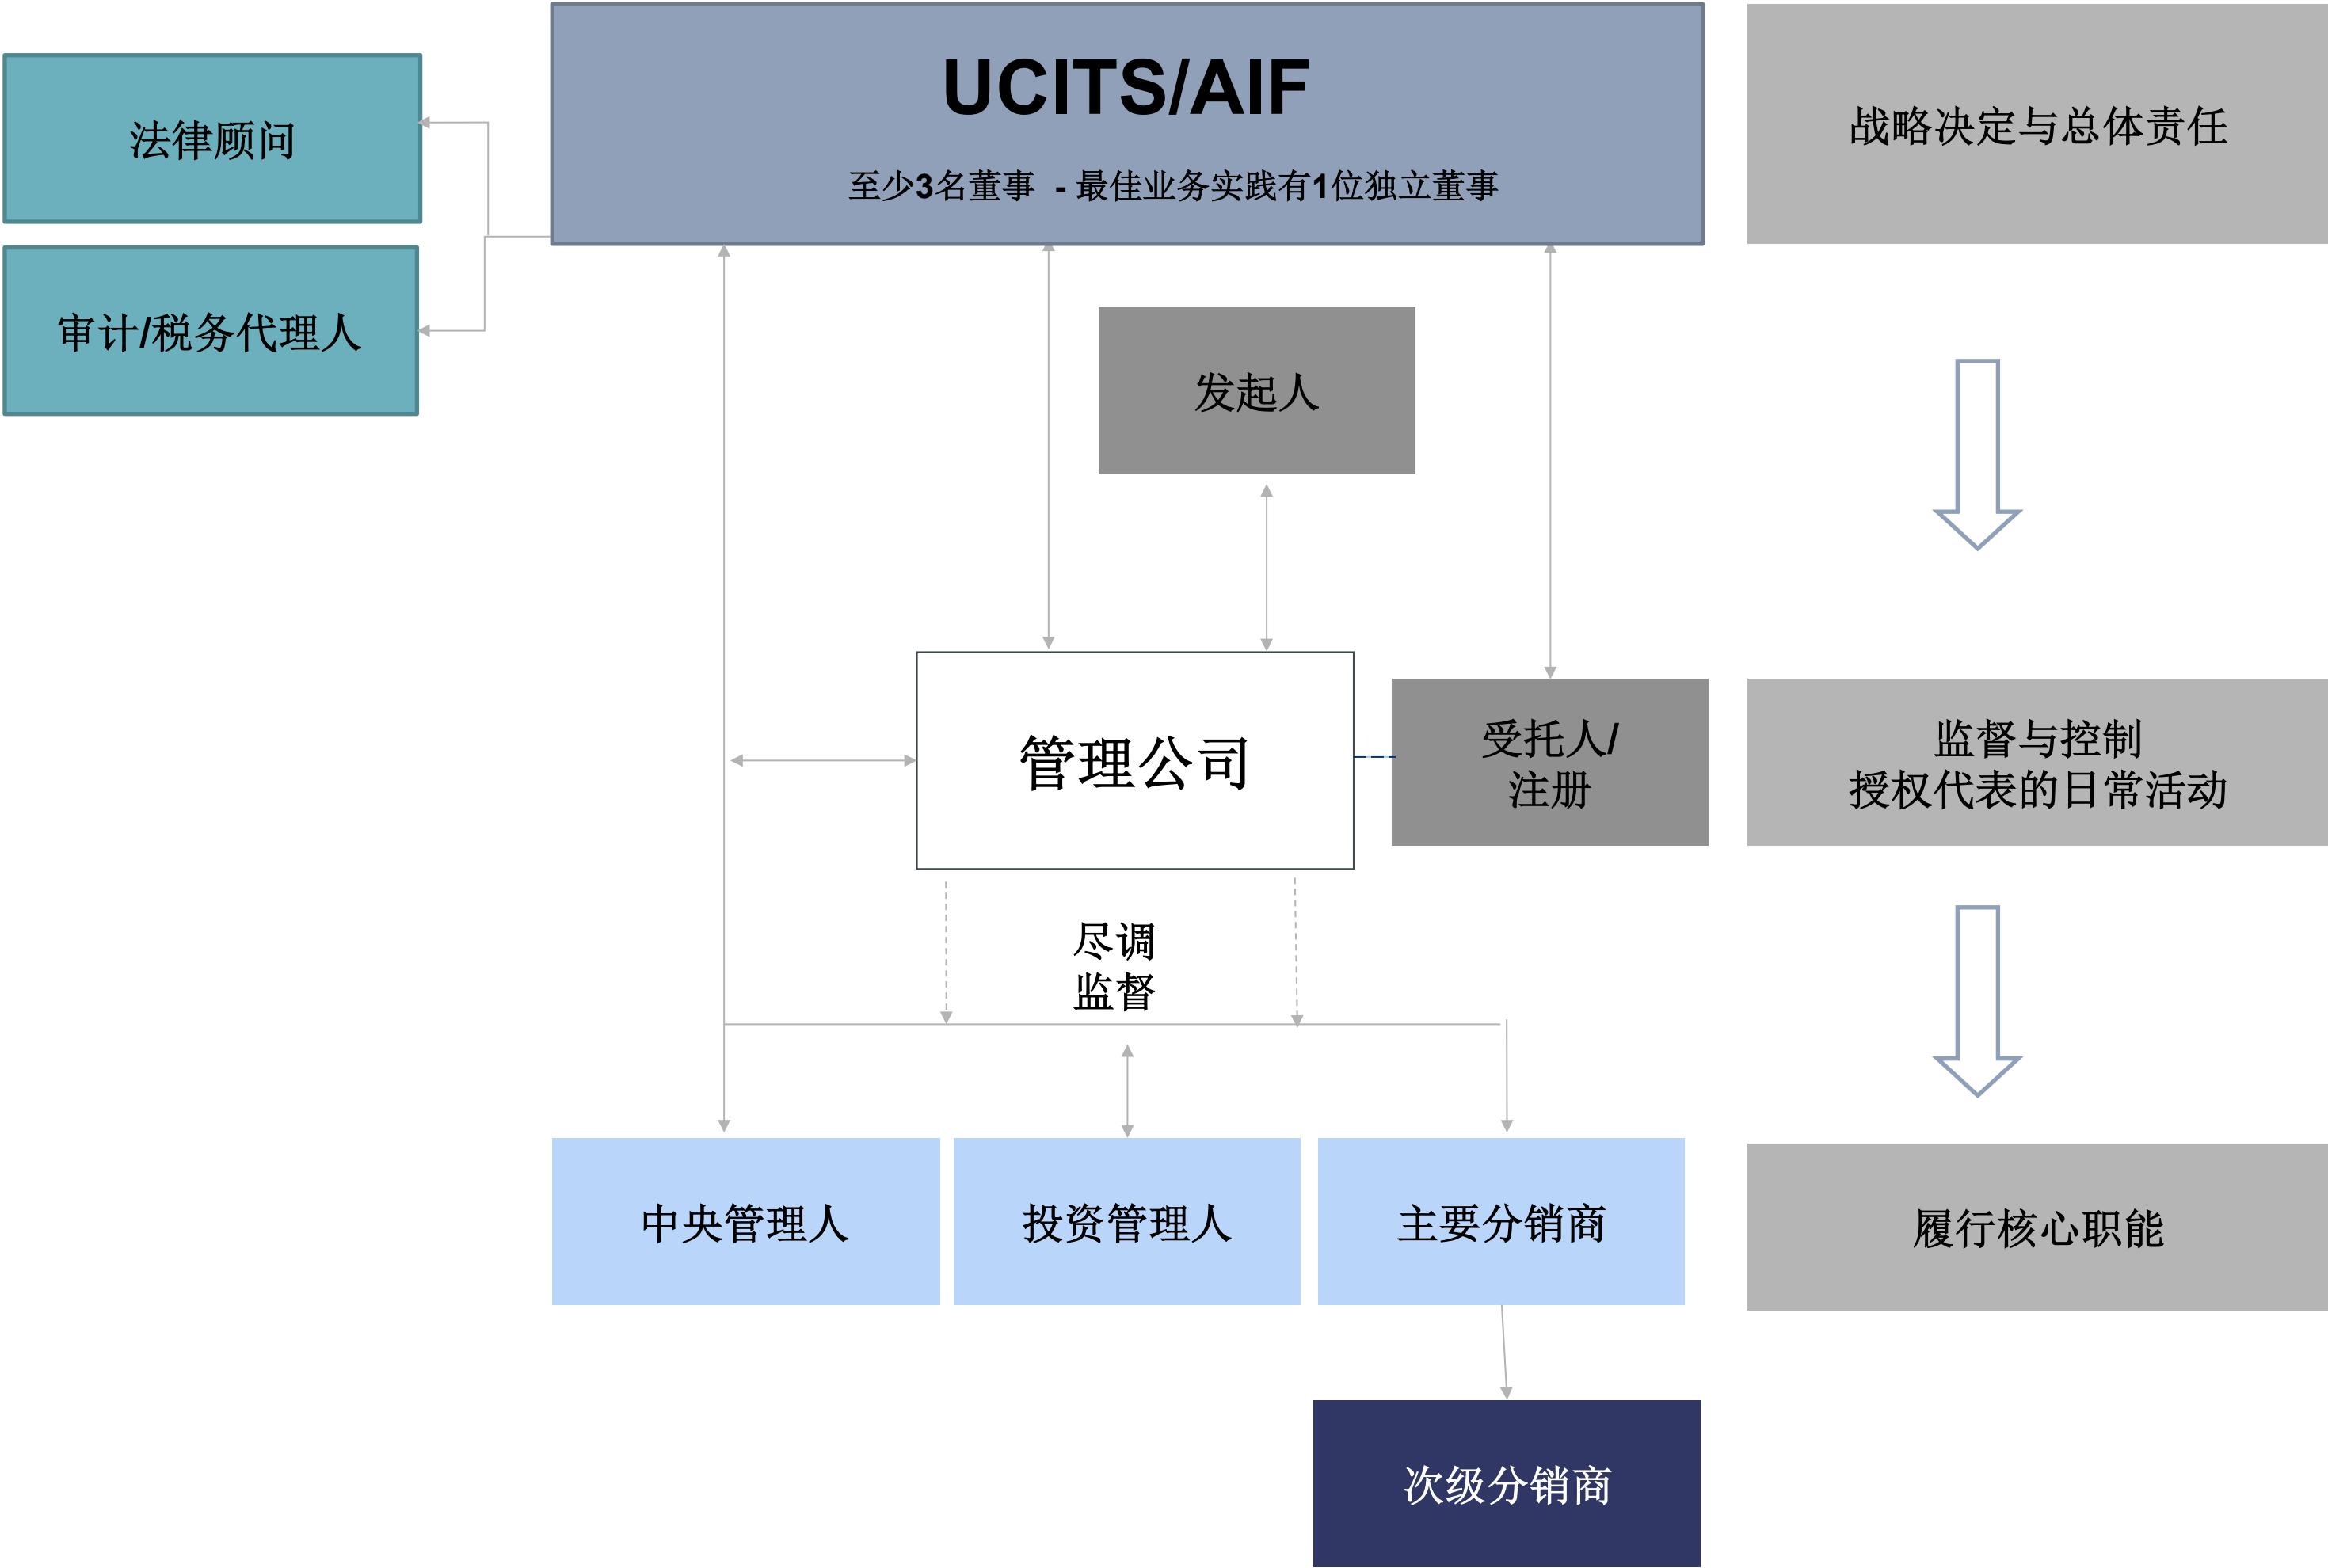 UCITS/AIF
至少3名董事 - 最佳业务实践有1位独立董事
战略决定与总体责任
法律顾问
审计/税务代理人
发起人
管理公司
受托人/
注册
监督与控制
授权代表的日常活动
尽调
监督
中央管理人
投资管理人
主要分销商
履行核心职能
次级分销商